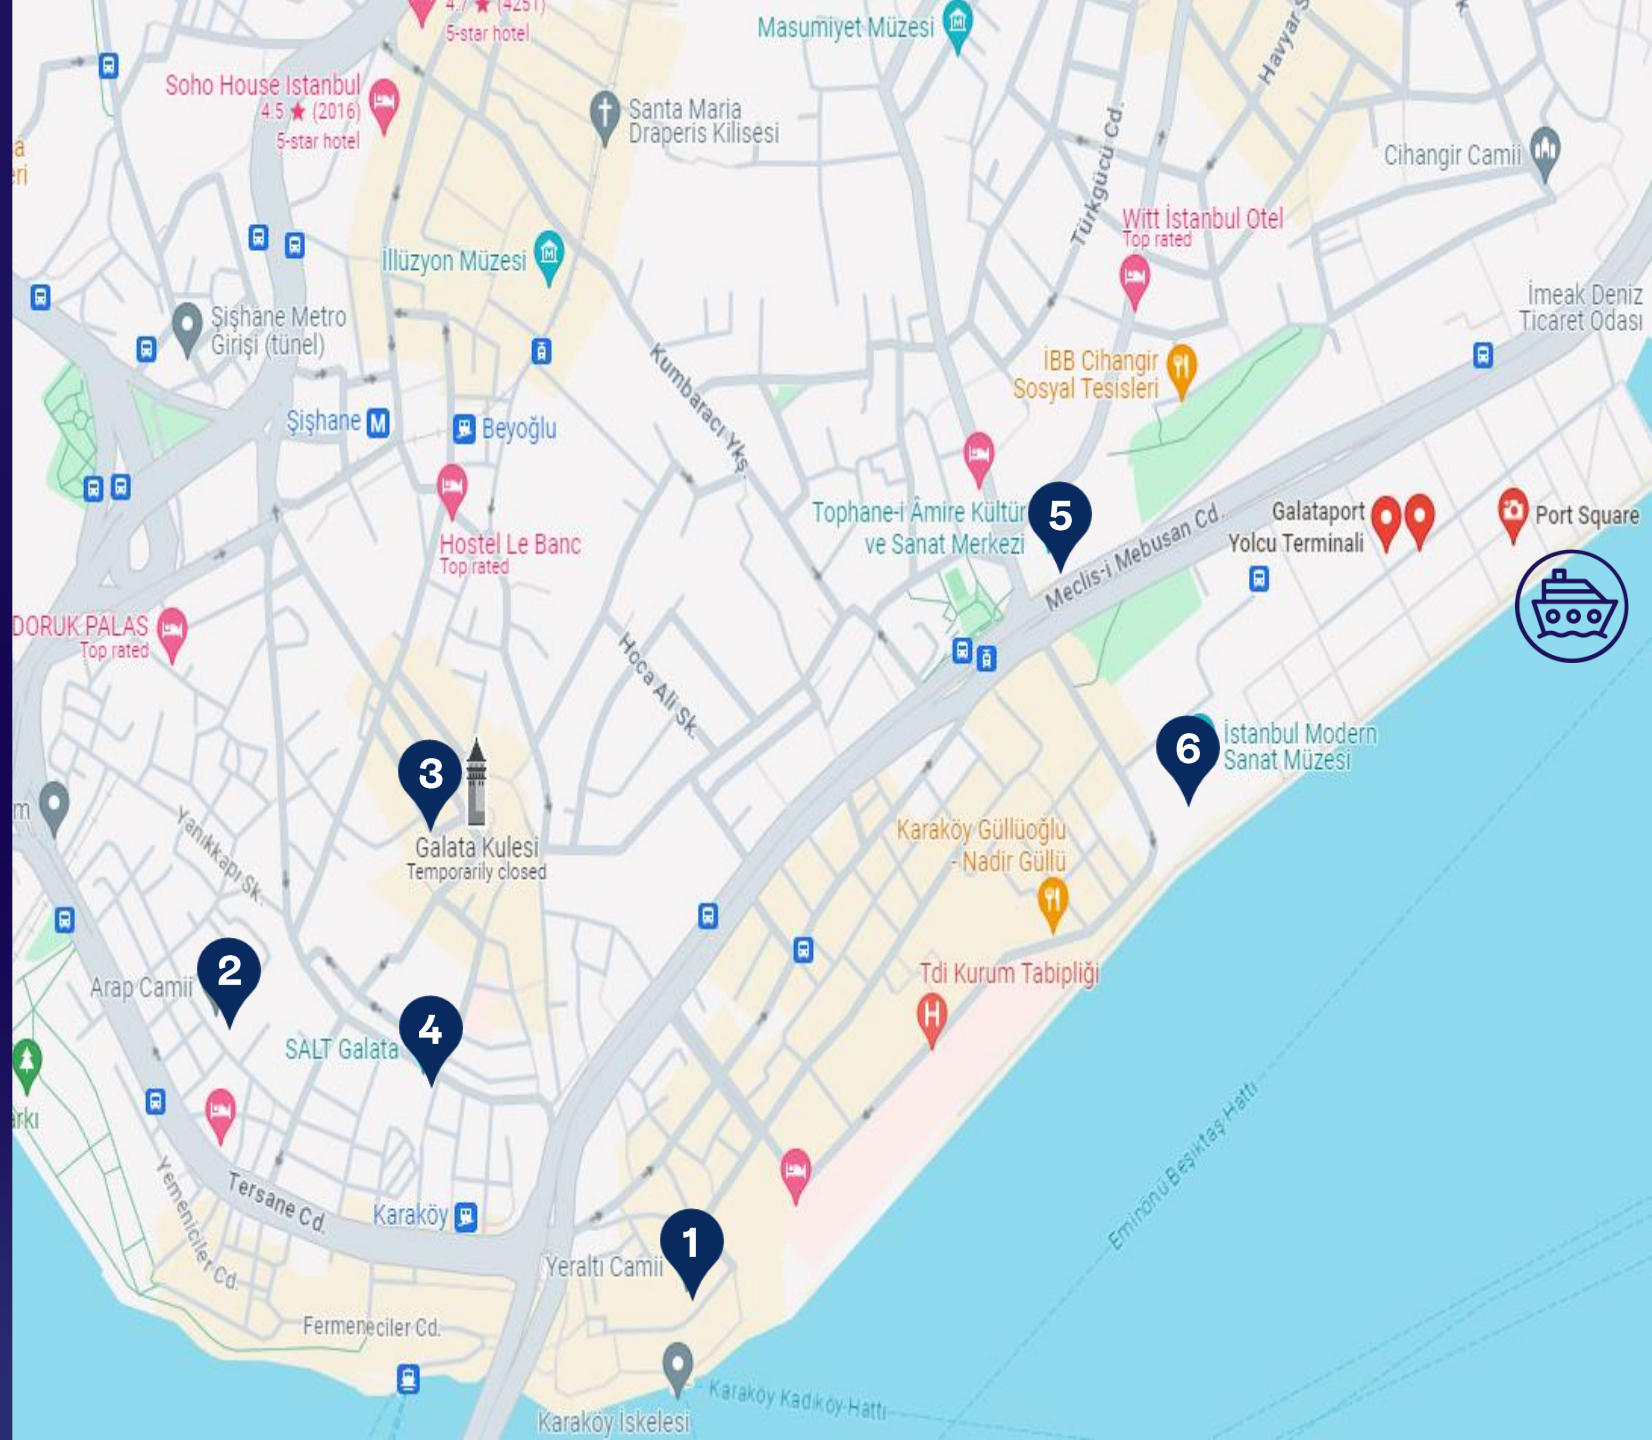 4.7 ★ (4251)
5-star hotel
Masumiyet Müzesi
Soho House Istanbul
4.5 ★ (2016)
5-star hotel
Santa Maria
Draperis Kilisesi
Türkgücü Cd.
Cihangir Camii
Witt İstanbul Otel
Top rated
İllüzyon Müzesi
İmeak Deniz
Ticaret Odası
Şişhane Metro
Girişi (tünel)
Kumbaracı Ykş.
İBB Cihangir
Sosyal Tesisleri
Şişhane M
Beyoğlu
Hostel Le Banc
Top rated
Tophane-i Âmire Kültür
ve Sanat Merkezi
5
Meclis-i Mebusan Cd.
Galataport
Yolcu Terminali
Port Square
DORUK PALAS
Top rated
Hoca Ali Sk.
6
İstanbul Modern
Sanat Müzesi
3
Galata Kulesi
Temporarily closed
Yanıkkapı Sk.
Karaköy Güllüoğlu
- Nadir Güllü
Arap Camii
2
Tdi Kurum Tabipliği
H
SALT Galata
4
Eminönü Beşiktaş Hattı
Yemeniciler Cd.
Tersane Cd.
Karaköy
1
Yeraltı Camii
Fermeneciler Cd.
Karaköy Kadıköy Hattı
Karaköy İskelesi